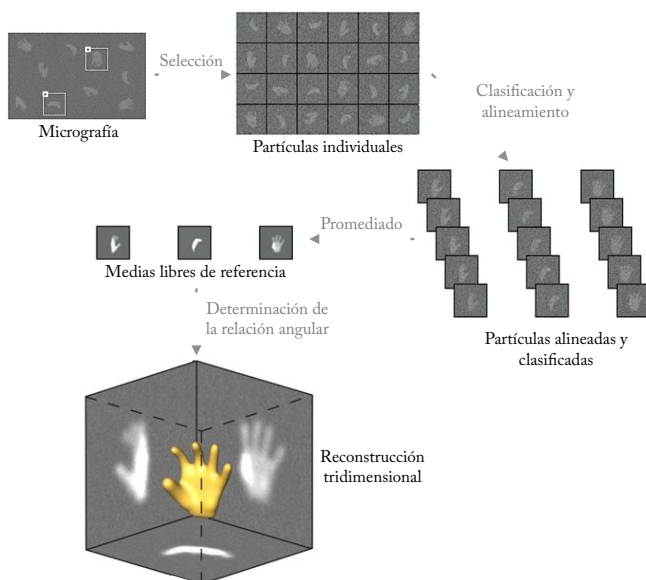 Selección
Micrografía
Partículas individuales
Clasificación y
alineamiento
Promediado
Medias libres de referencia
Partículas alineadas y
clasificadas
Determinación de
la relación angular
Reconstrucción
tridimensional